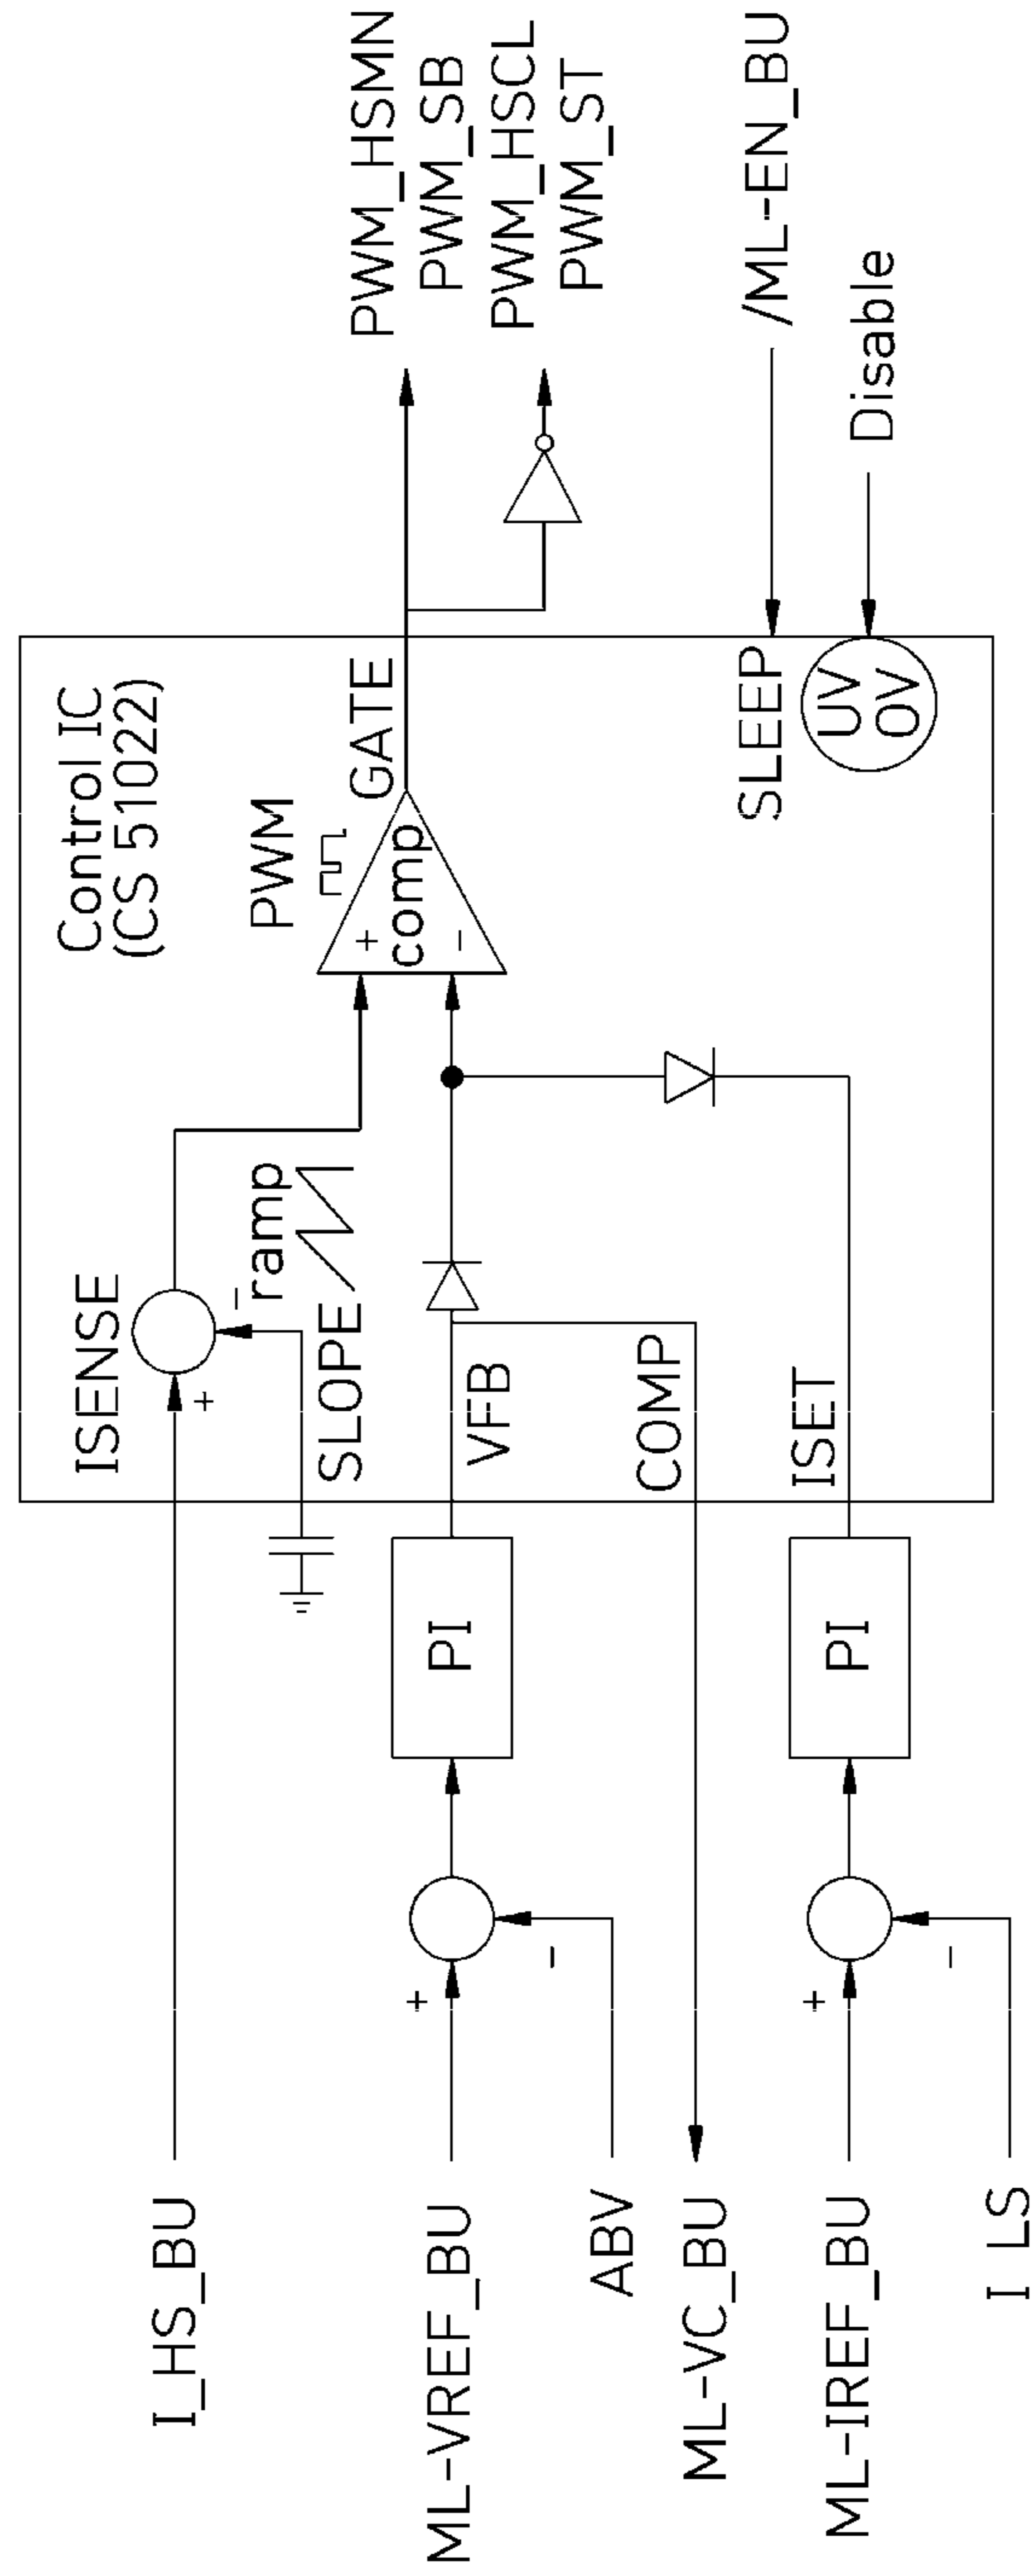 Control IC
(CS 51022)
I_HS_BU
+
ISENSE
-
ramp
SLOPE
PWM
GATE
+
comp
-
PWM_HSMN
PWM_SB
PWM_HSCL
PWM_ST
ML-VREF_BU
+
-
ABV
PI
VFB
ML-VC_BU
COMP
SLEEP
/ML-EN_BU
ML-IREF_BU
+
-
I LS
PI
ISET
UV
OV
Disable